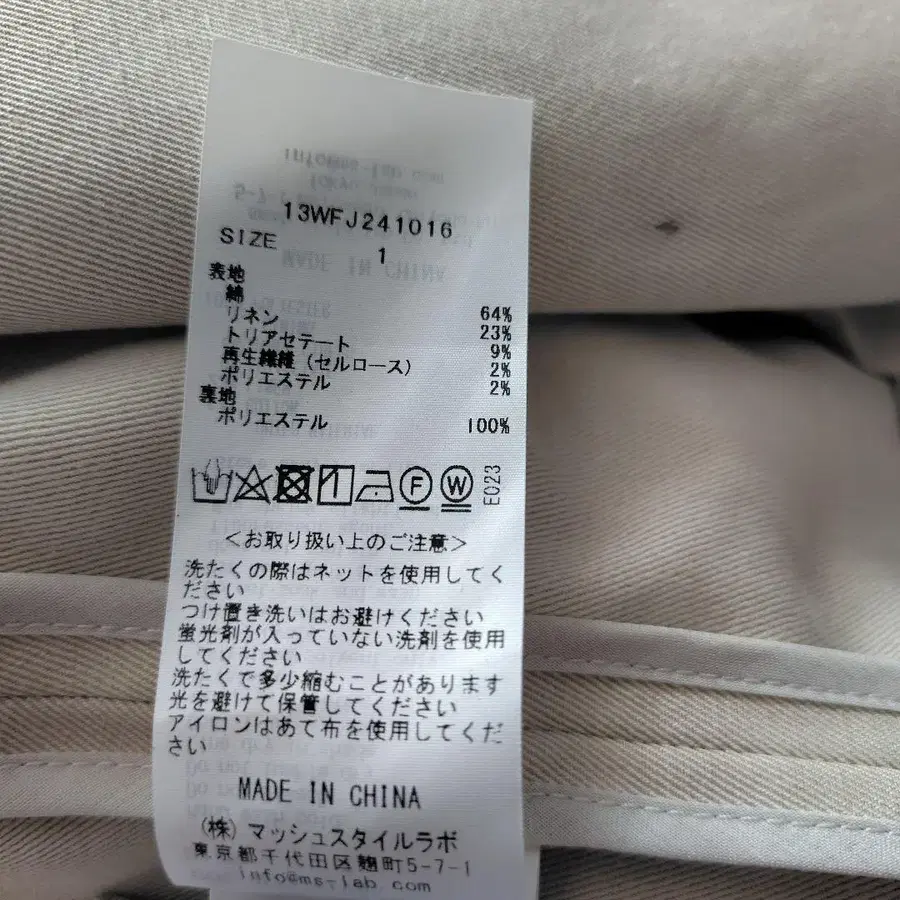 13WFJ241016
SIZE 1
表地
綿 64%
リネン 23%
トリアセテート 9%
再生繊維(セルロース) 2%
ポリエステル 2%
裏地
ポリエステル 100%
F W E023
<お取り扱い上のご注意>
洗たくの際はネットを使用してく
ださい
つけ置き洗いはお避けください
蛍光剤が入っていない洗剤を使用
してください
洗たくで多少縮むことがあります
光を避けて保管してください
アイロンはあて布を使用してくだ
さい
MADE IN CHINA
(株)マッシュスタイルラボ
東京都千代田区麹町5-7-1
info@ms-lab.com